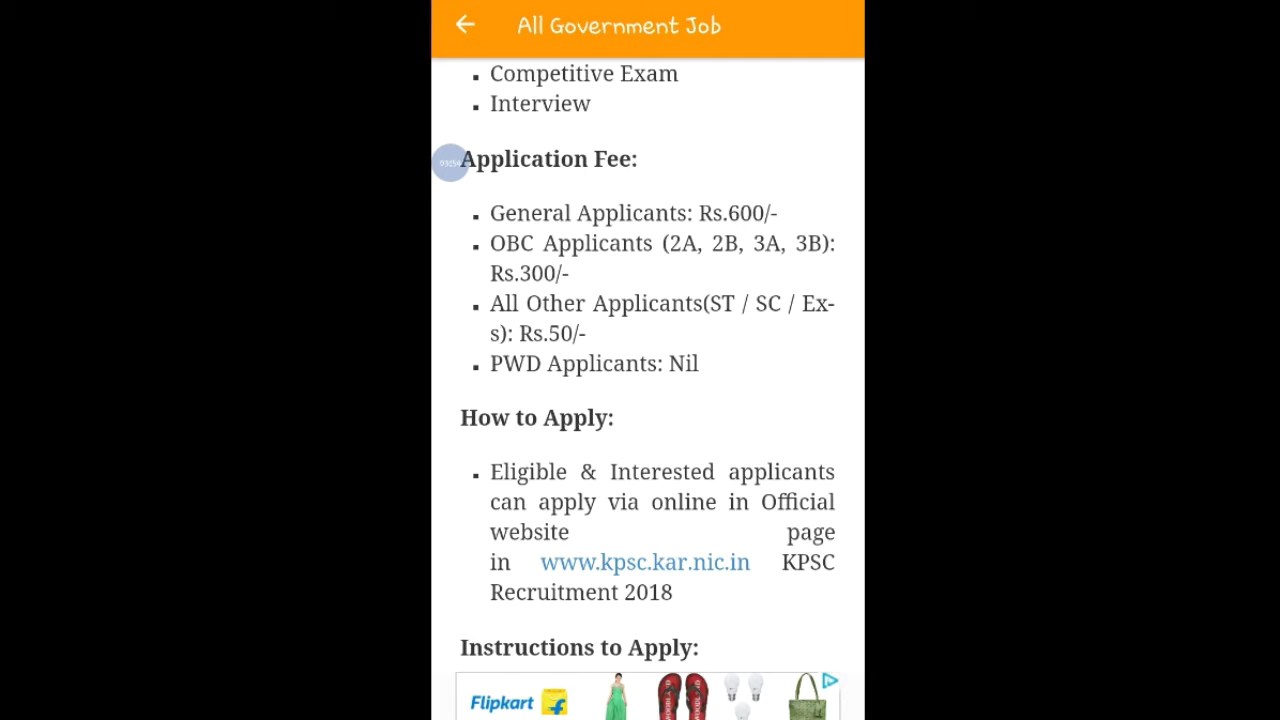 All Government Job
▪ Competitive Exam
▪ Interview
Application Fee:
▪ General Applicants: Rs.600/-
▪ OBC Applicants (2A, 2B, 3A, 3B):
Rs.300/-
▪ All Other Applicants(ST / SC / Ex-
s): Rs.50/-
▪ PWD Applicants: Nil
How to Apply:
▪ Eligible & Interested applicants
can apply via online in Official
website page
in www.kpsc.kar.nic.in KPSC
Recruitment 2018
Instructions to Apply:
Flipkart